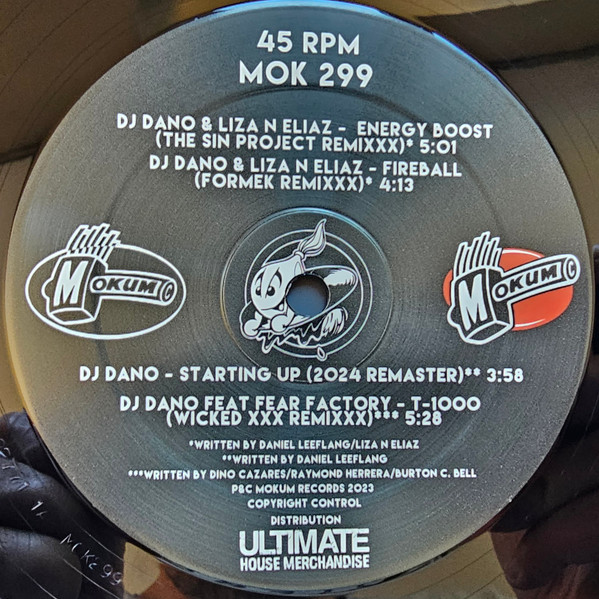 45 RPM
MOK 299
DJ DANO & LIZA N ELIAZ - ENERGY BOOST
(THE SIN PROJECT REMIXXX)* 5:01
DJ DANO & LIZA N ELIAZ - FIREBALL
(FORMEK REMIXXX)* 4:13
MOKUM
MOKUM
DJ DANO - STARTING UP (2024 REMASTER)** 3:58
DJ DANO FEAT FEAR FACTORY - T-1000
(WICKED XXX REMIXXX)*** 5:28
*WRITTEN BY DANIEL LEEFLANG/LIZA N ELIAZ
**WRITTEN BY DANIEL LEEFLANG
***WRITTEN BY DINO CAZARES/RAYMOND HERRERA/BURTON C. BELL
P&C MOKUM RECORDS 2023
COPYRIGHT CONTROL
DISTRIBUTION
ULTIMATE
HOUSE MERCHANDISE